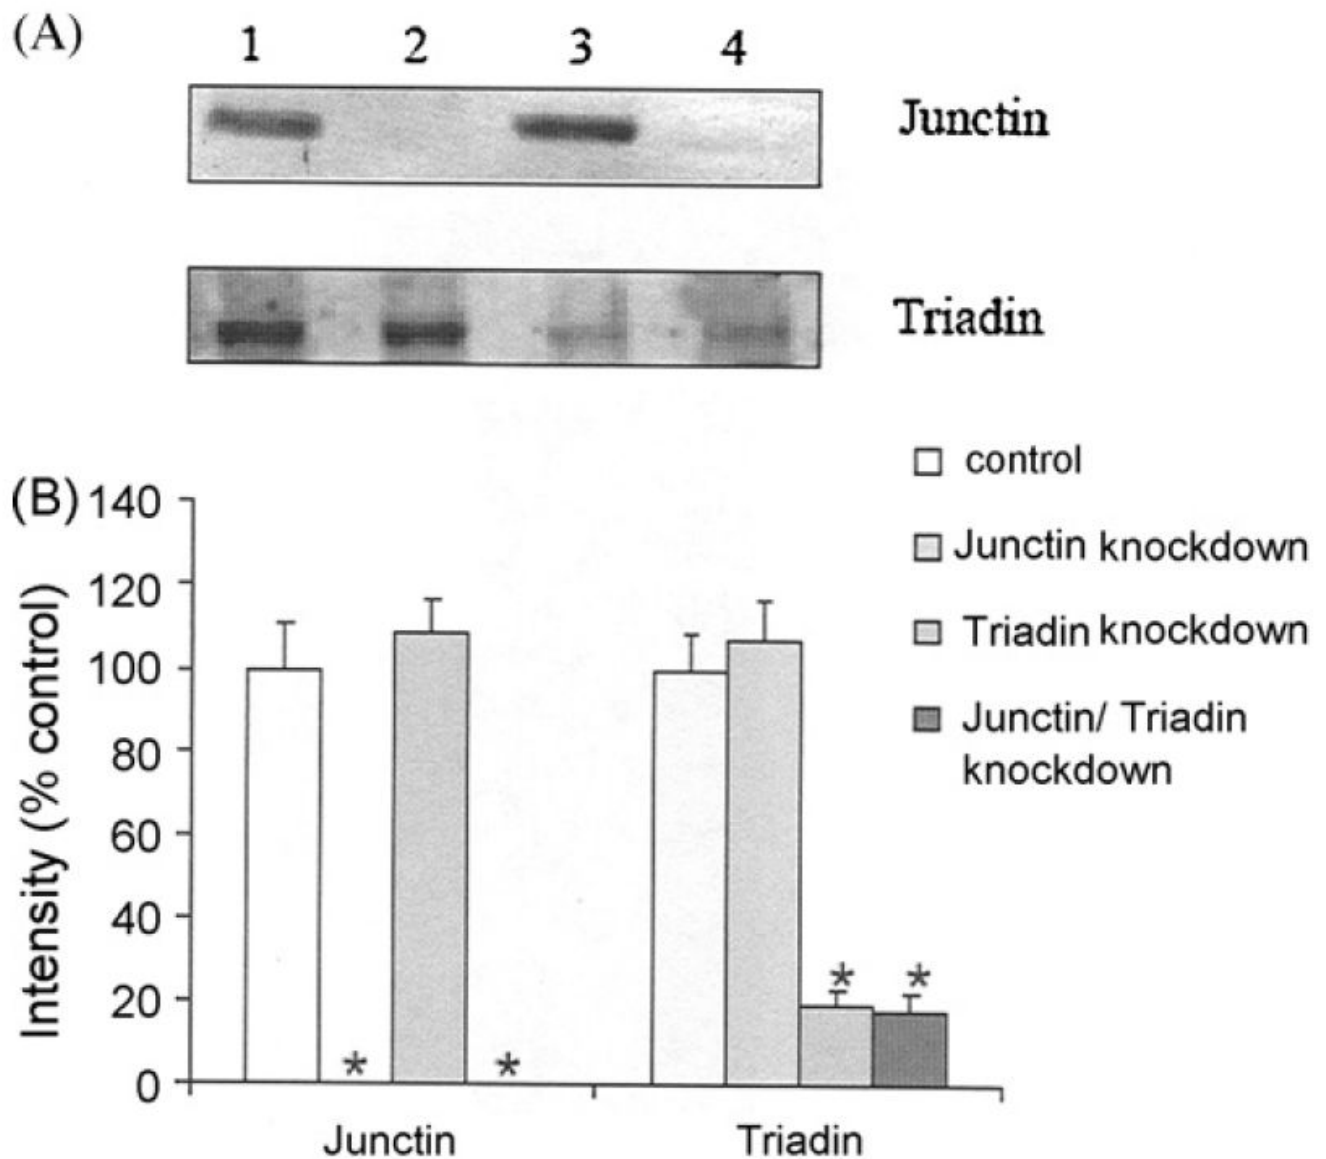 (A)
1 2 3 4
Junctin
Triadin
control
Junctin knockdown
Triadin knockdown
Junctin/ Triadin
knockdown
(B)
Intensity (% control)
140
120
100
80
60
40
20
0
* *
* *
Junctin Triadin